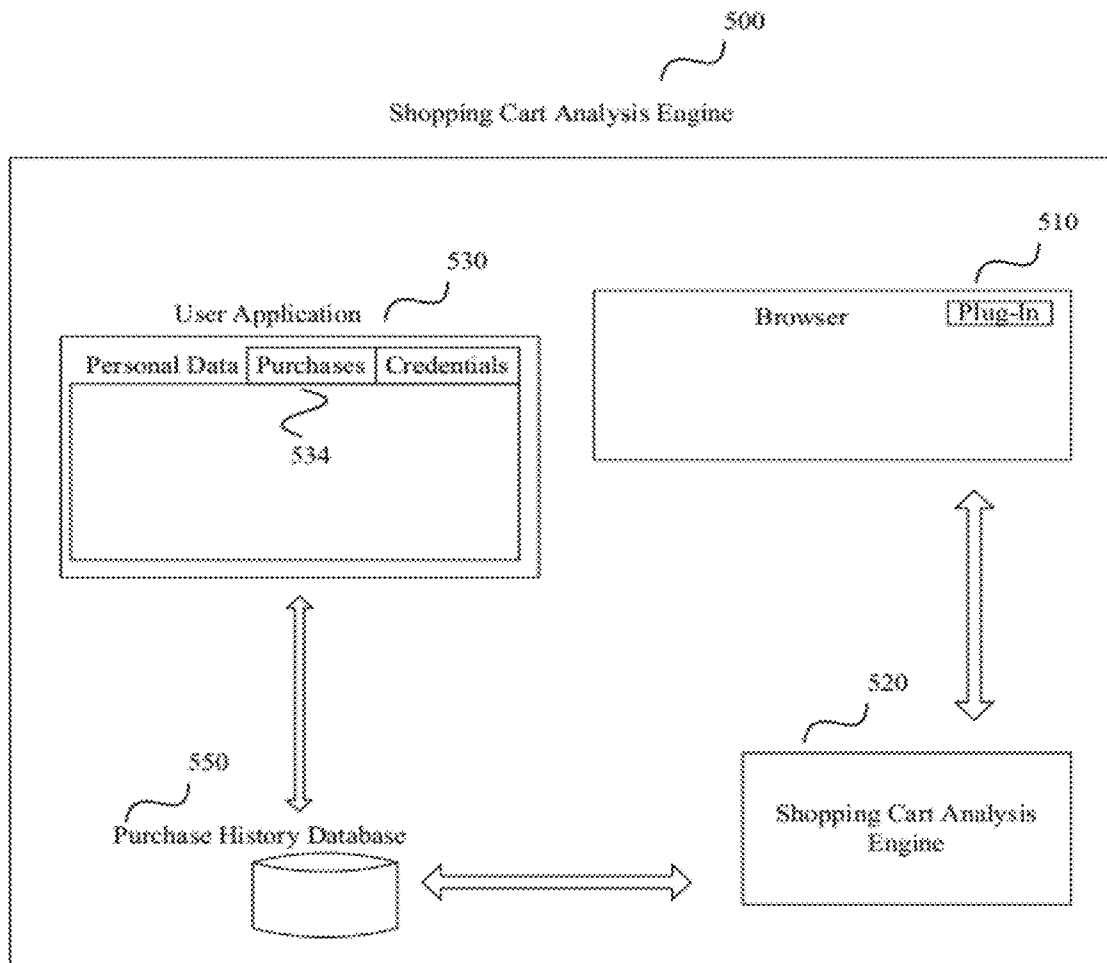 500
Shopping Cart Analysis Engine
510
530
User Application
Browser
Plug-In
Personal Data
Purchases
Credentials
534
520
550
Purchase History Database
Shopping Cart Analysis
Engine